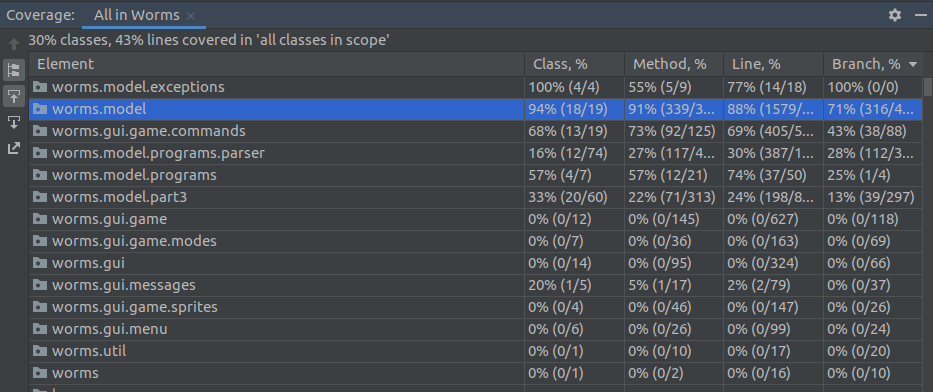 Coverage: All in Worms ×
30% classes, 43% lines covered in 'all classes in scope'
Element Class, % Method, % Line, % Branch, %
worms.model.exceptions 100% (4/4) 55% (5/9) 77% (14/18) 100% (0/0)
worms.model 94% (18/19) 91% (339/3... 88% (1579/... 71% (316/4...
worms.gui.game.commands 68% (13/19) 73% (92/125) 69% (405/5... 43% (38/88)
worms.model.programs.parser 16% (12/74) 27% (117/4... 30% (387/1... 28% (112/3...
worms.model.programs 57% (4/7) 57% (12/21) 74% (37/50) 25% (1/4)
worms.model.part3 33% (20/60) 22% (71/313) 24% (198/8... 13% (39/297)
worms.gui.game 0% (0/12) 0% (0/145) 0% (0/627) 0% (0/118)
worms.gui.game.modes 0% (0/7) 0% (0/36) 0% (0/163) 0% (0/69)
worms.gui 0% (0/14) 0% (0/95) 0% (0/324) 0% (0/66)
worms.gui.messages 20% (1/5) 5% (1/17) 2% (2/79) 0% (0/37)
worms.gui.game.sprites 0% (0/4) 0% (0/46) 0% (0/147) 0% (0/26)
worms.gui.menu 0% (0/6) 0% (0/26) 0% (0/99) 0% (0/24)
worms.util 0% (0/1) 0% (0/10) 0% (0/17) 0% (0/20)
worms 0% (0/1) 0% (0/2) 0% (0/16) 0% (0/10)